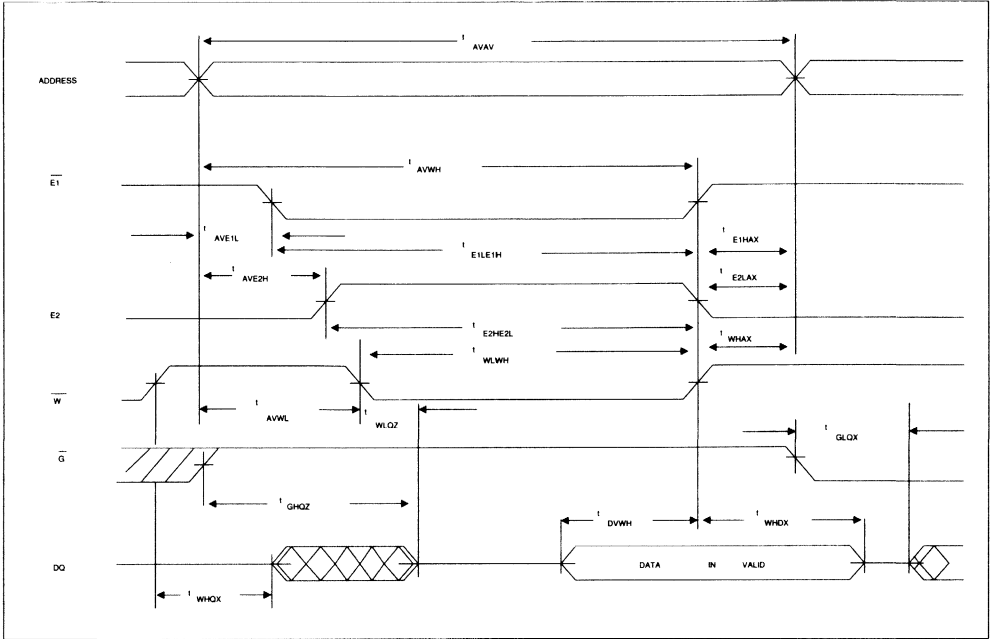 t AVAV
ADDRESS
t AVWH
E1
t AVE1L
t E1HAX
t E1LE1H
t AVE2H
t E2LAX
E2
t E2HE2L
t WHAX
t WLWH
W
t AVWL
t WLQZ
t GLQX
G
t GHQZ
t DVWH
t WHDX
DQ
DATA IN VALID
t WHQX